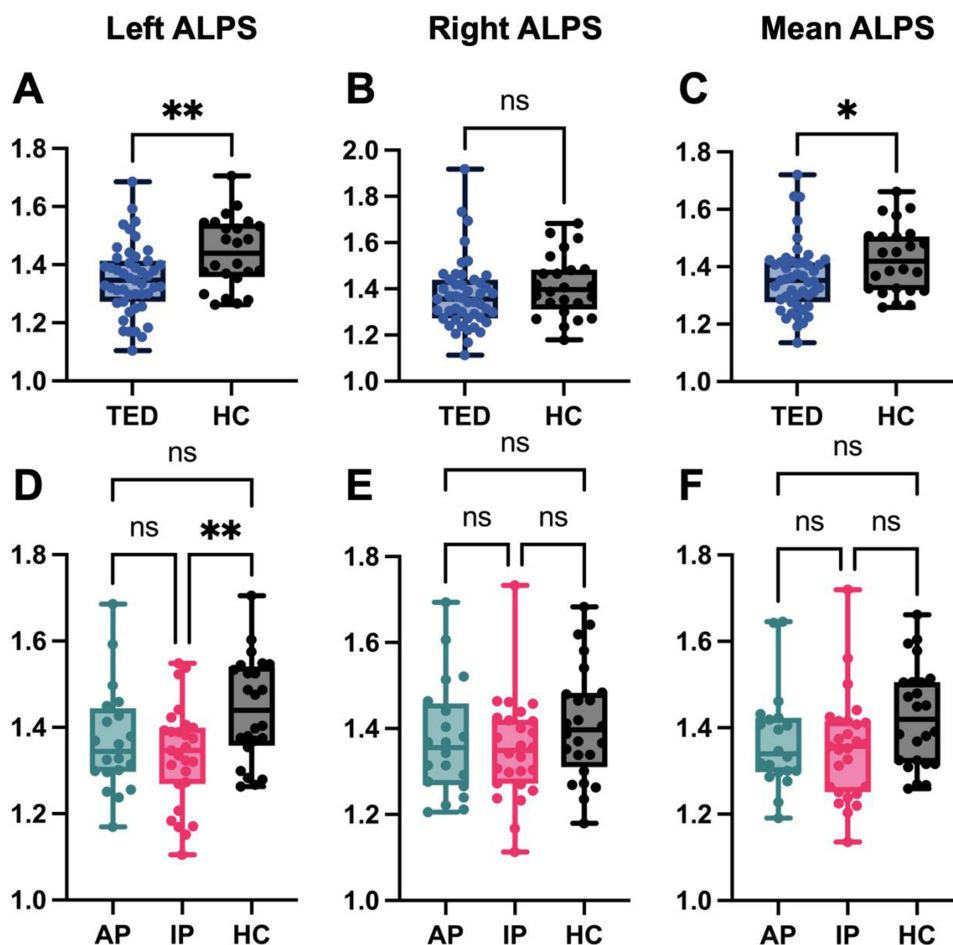 Left ALPS Right ALPS Mean ALPS
A B C
** ns *
1.8 2.0 1.8
1.6 1.8 1.6
1.4 1.6 1.4
1.2 1.4 1.2
1.0 1.2 1.0
1.0
TED HC TED HC TED HC
D E F
ns ns ns
ns ** ns ns ns ns
1.8 1.8 1.8
1.6 1.6 1.6
1.4 1.4 1.4
1.2 1.2 1.2
1.0 1.0 1.0
AP IP HC AP IP HC AP IP HC